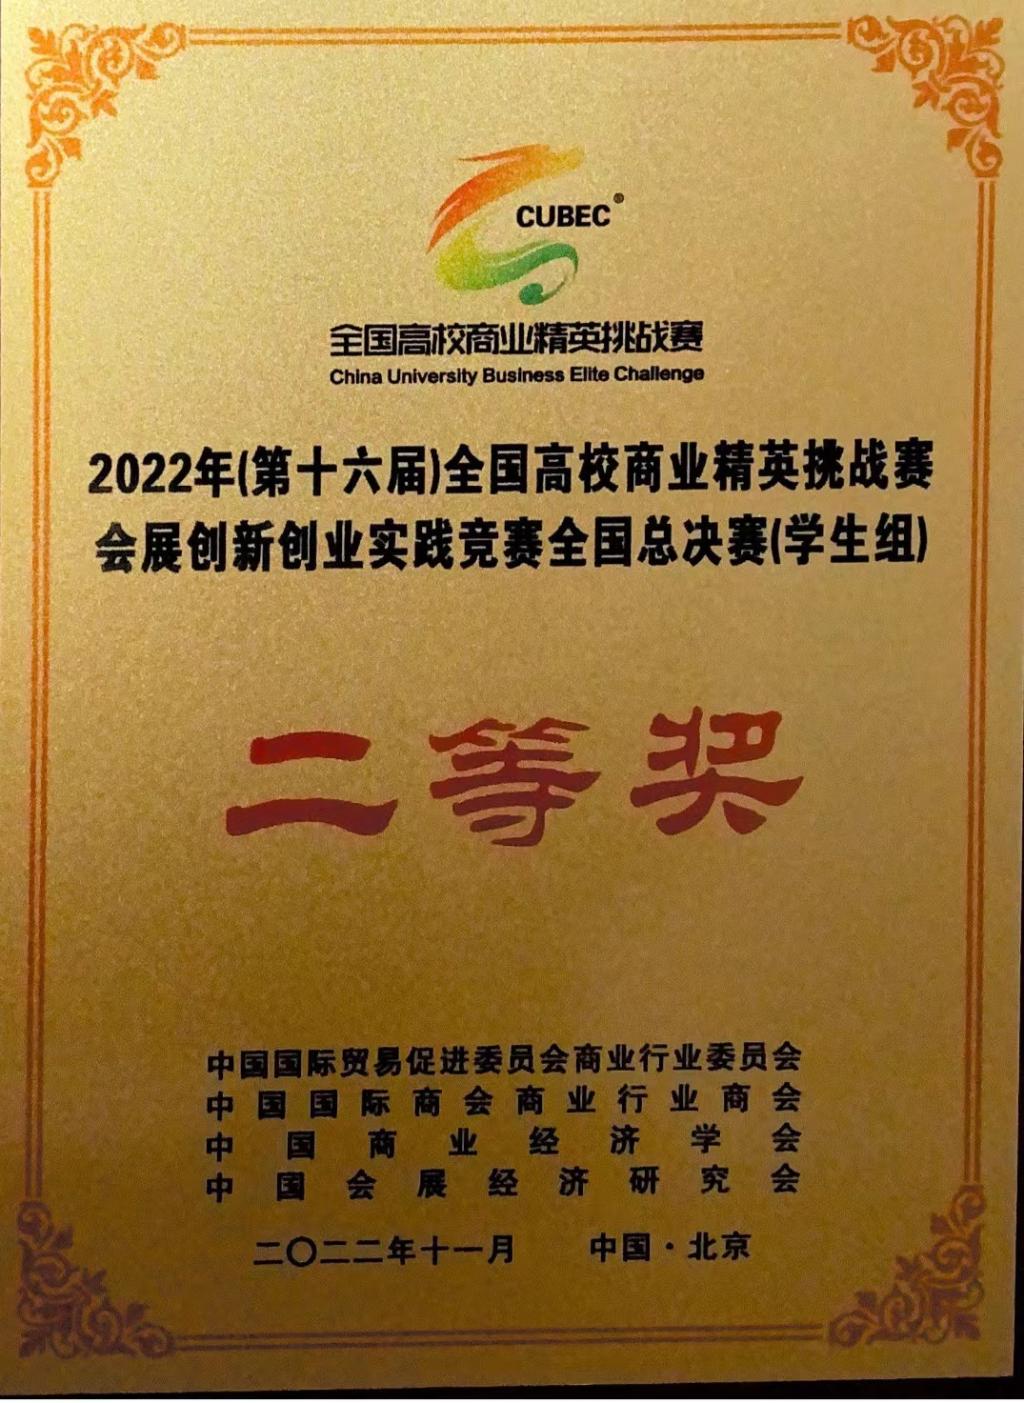 CUBEC®
全国高校商业精英挑战赛
China University Business Elite Challenge
2022年(第十六届)全国高校商业精英挑战赛
会展创新创业实践竞赛全国总决赛(学生组)
二等奖
中国国际贸易促进委员会商业行业委员会
中国国际商会商业行业商会
中国商业经济学会
中国会展经济研究会
二〇二二年十一月 中国·北京